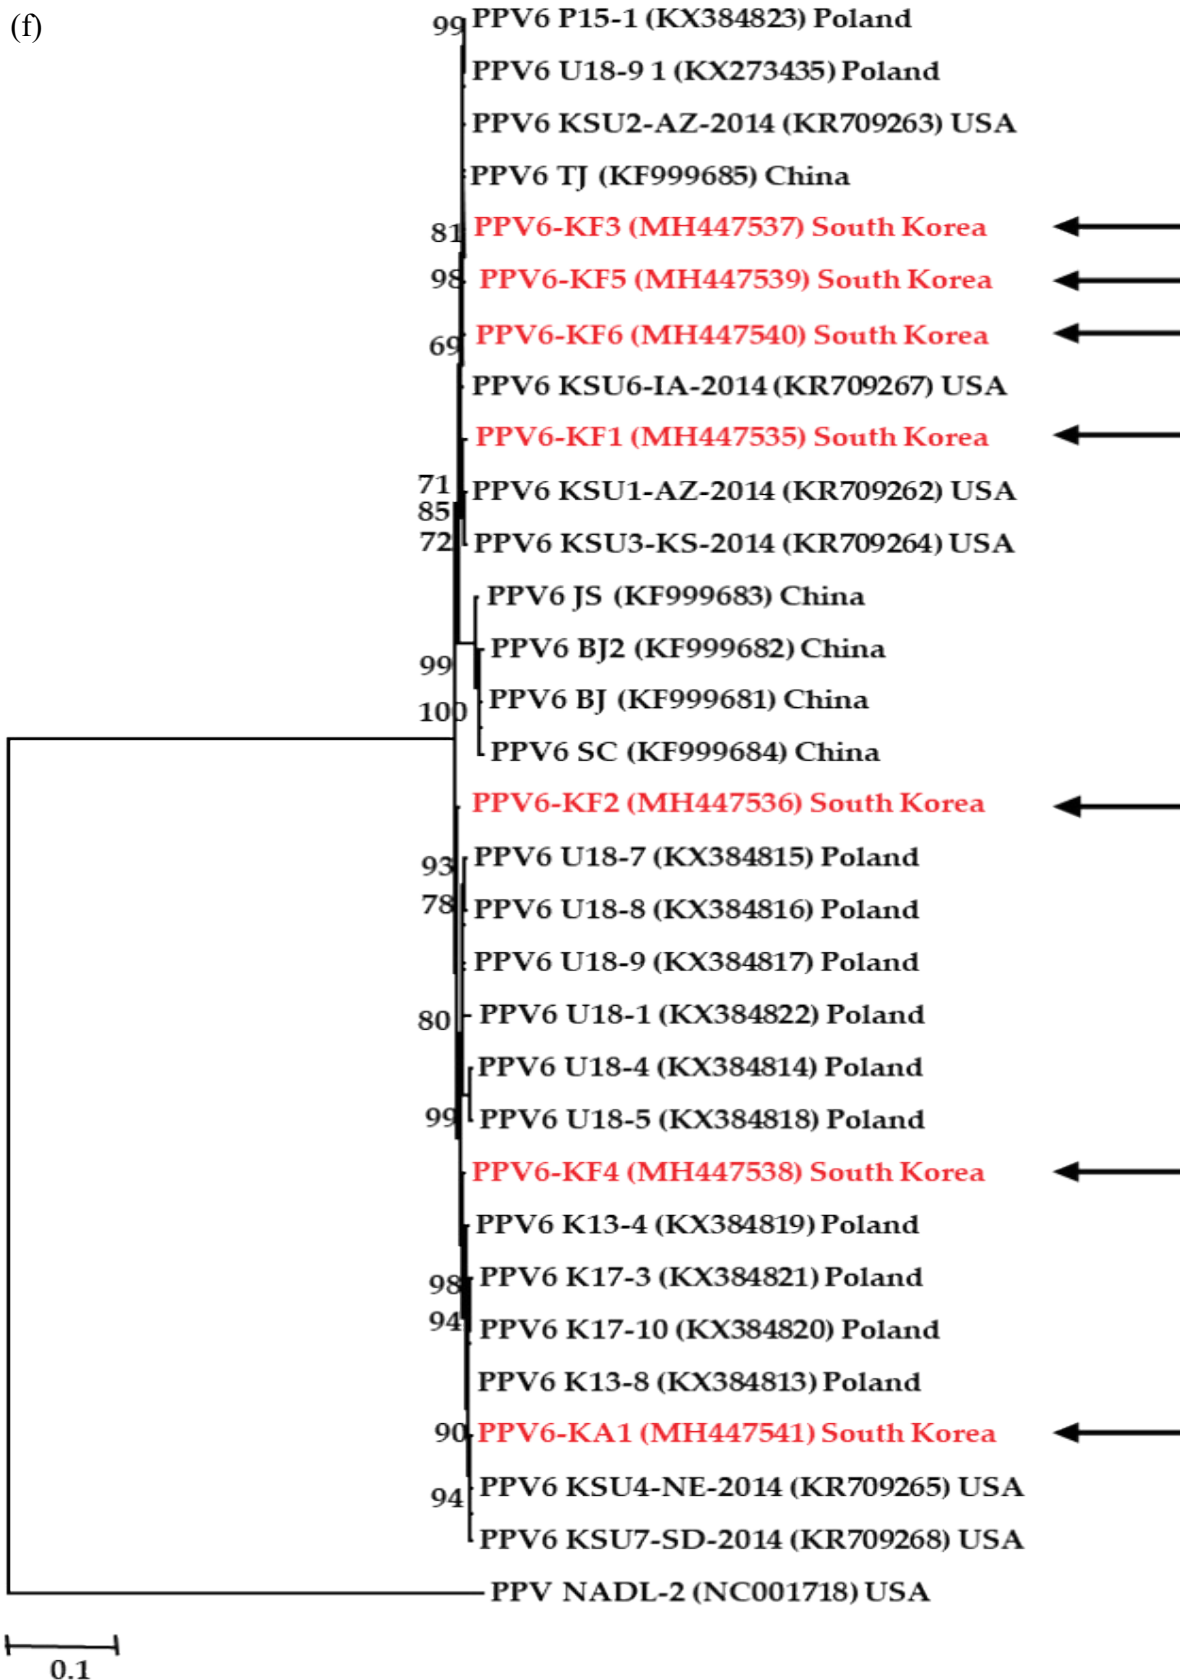 (f)
99
PPV6 P15-1 (KX384823) Poland
PPV6 U18-9 1 (KX273435) Poland
PPV6 KSU2-AZ-2014 (KR709263) USA
PPV6 TJ (KF999685) China
81
PPV6-KF3 (MH447537) South Korea
98
PPV6-KF5 (MH447539) South Korea
69
PPV6-KF6 (MH447540) South Korea
PPV6 KSU6-IA-2014 (KR709267) USA
PPV6-KF1 (MH447535) South Korea
71
PPV6 KSU1-AZ-2014 (KR709262) USA
85
72
PPV6 KSU3-KS-2014 (KR709264) USA
PPV6 JS (KF999683) China
PPV6 BJ2 (KF999682) China
99
PPV6 BJ (KF999681) China
100
PPV6 SC (KF999684) China
PPV6-KF2 (MH447536) South Korea
93
PPV6 U18-7 (KX384815) Poland
78
PPV6 U18-8 (KX384816) Poland
PPV6 U18-9 (KX384817) Poland
80
PPV6 U18-1 (KX384822) Poland
PPV6 U18-4 (KX384814) Poland
99
PPV6 U18-5 (KX384818) Poland
PPV6-KF4 (MH447538) South Korea
PPV6 K13-4 (KX384819) Poland
98
PPV6 K17-3 (KX384821) Poland
94
PPV6 K17-10 (KX384820) Poland
PPV6 K13-8 (KX384813) Poland
90
PPV6-KA1 (MH447541) South Korea
PPV6 KSU4-NE-2014 (KR709265) USA
94
PPV6 KSU7-SD-2014 (KR709268) USA
PPV NADL-2 (NC001718) USA
0.1